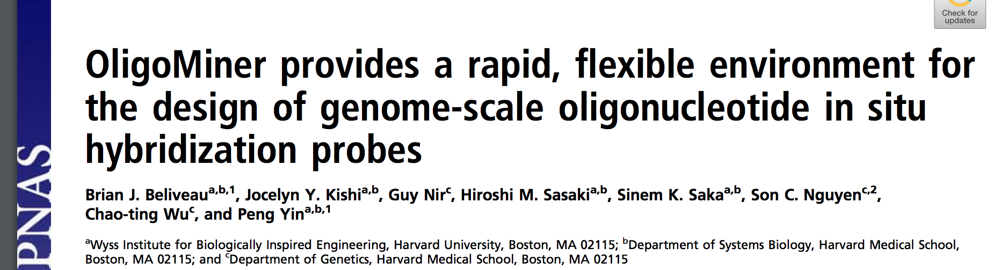 Check for
updates
OligoMiner provides a rapid, flexible environment for
the design of genome-scale oligonucleotide in situ
hybridization probes
Brian J. Beliveau^a,b,1, Jocelyn Y. Kishi^a,b, Guy Nir^c, Hiroshi M. Sasaki^a,b, Sinem K. Saka^a,b, Son C. Nguyen^c,2,
Chao-ting Wu^c, and Peng Yin^a,b,1
^aWyss Institute for Biologically Inspired Engineering, Harvard University, Boston, MA 02115; ^bDepartment of Systems Biology, Harvard Medical School,
Boston, MA 02115; and ^cDepartment of Genetics, Harvard Medical School, Boston, MA 02115
PNAS